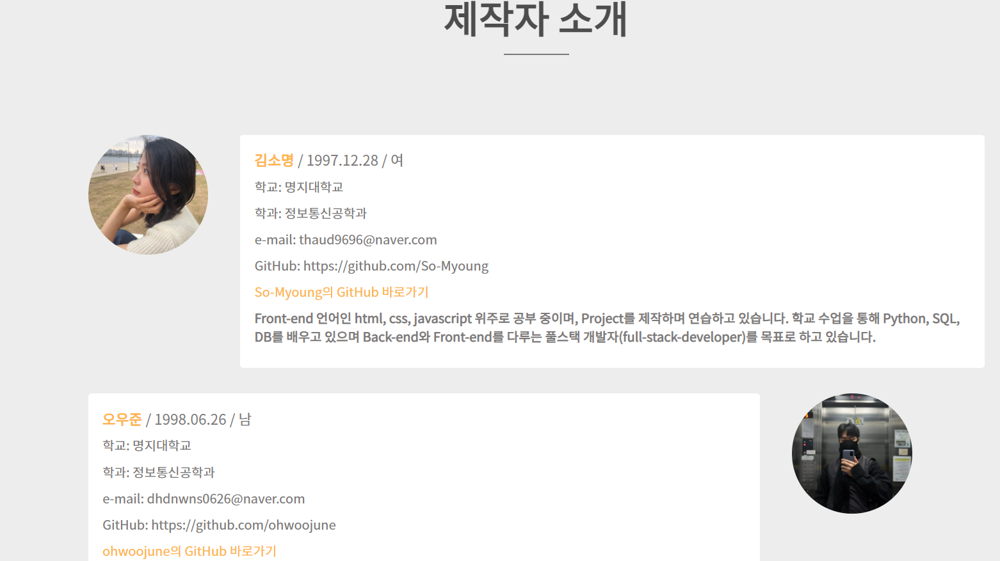 제작자 소개
김소명 / 1997.12.28 / 여
학교: 명지대학교
학과: 정보통신공학과
e-mail: thaud9696@naver.com
GitHub: https://github.com/So-Myoung
So-Myoung의 GitHub 바로가기
Front-end 언어인 html, css, javascript 위주로 공부 중이며, Project를 제작하며 연습하고 있습니다. 학교 수업을 통해 Python, SQL,
DB를 배우고 있으며 Back-end와 Front-end를 다루는 풀스택 개발자(full-stack-developer)를 목표로 하고 있습니다.
오우준 / 1998.06.26 / 남
학교: 명지대학교
학과: 정보통신공학과
e-mail: dhdnwns0626@naver.com
GitHub: https://github.com/ohwoojune
ohwoojune의 GitHub 바로가기